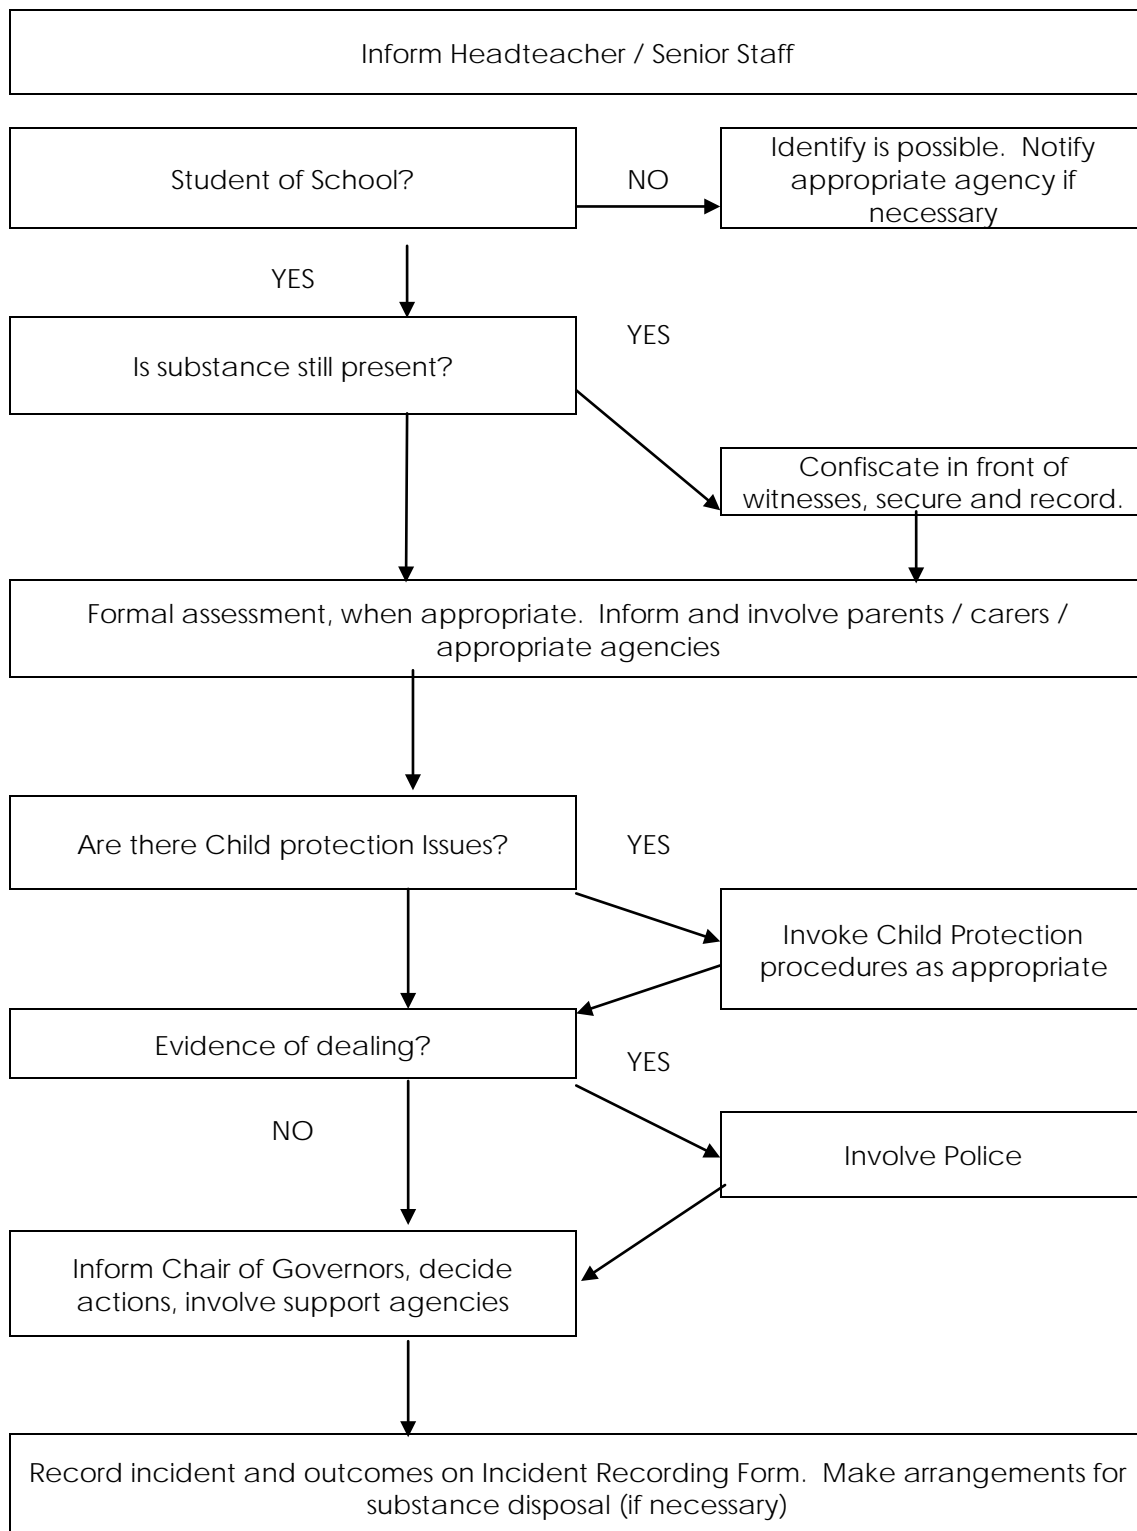 Inform Headteacher / Senior Staff
Student of School?
NO
Identify is possible.  Notify
appropriate agency if
necessary
YES
Is substance still present?
YES
Confiscate in front of
witnesses, secure and record.
Formal assessment, when appropriate.  Inform and involve parents / carers /
appropriate agencies
Are there Child protection Issues?
YES
Invoke Child Protection
procedures as appropriate
Evidence of dealing?
YES
NO
Involve Police
Inform Chair of Governors, decide
actions, involve support agencies
Record incident and outcomes on Incident Recording Form.  Make arrangements for
substance disposal (if necessary)